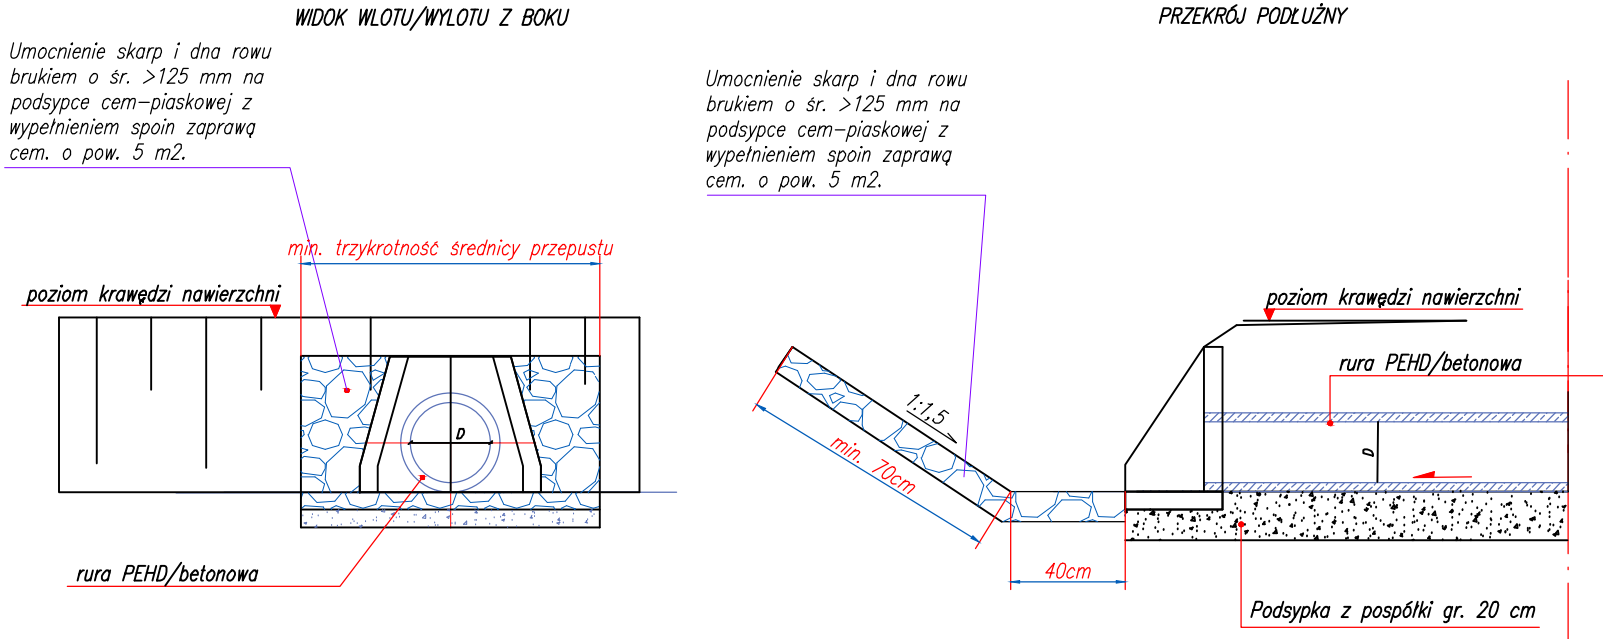 WIDOK WLOTU/WYLOTU Z BOKU
Umocnienie skarp i dna rowu
brukiem o śr. >125 mm na
podsypce cem-piaskowej z
wypełnieniem spoin zaprawą
cem. o pow. 5 m2.
min. trzykrotność średnicy przepustu
poziom krawędzi nawierzchni
D
rura PEHD/betonowa
PRZEKRÓJ PODŁUŻNY
Umocnienie skarp i dna rowu
brukiem o śr. >125 mm na
podsypce cem-piaskowej z
wypełnieniem spoin zaprawą
cem. o pow. 5 m2.
poziom krawędzi nawierzchni
rura PEHD/betonowa
1:1,5
min. 70cm
D
40cm
Podsypka z pospółki gr. 20 cm